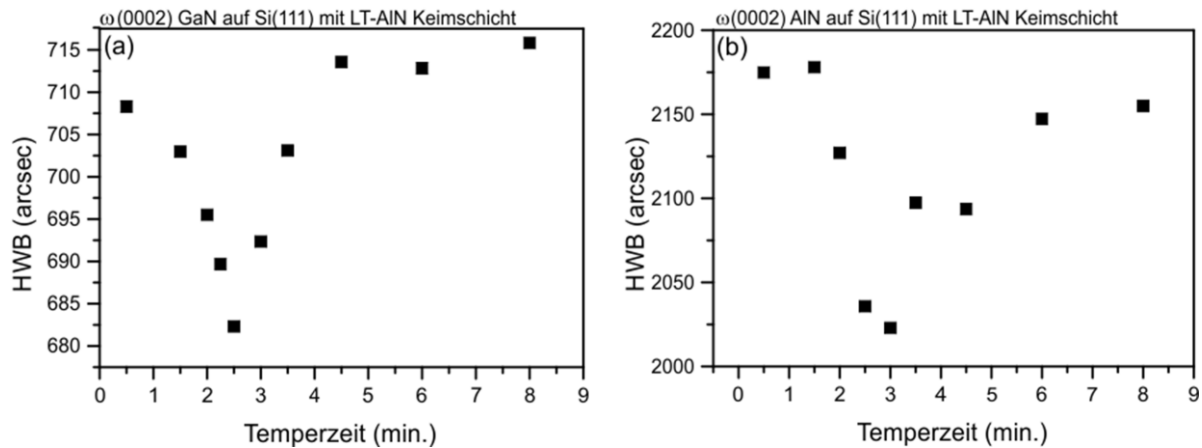 ω(0002) GaN auf Si(111) mit LT-AlN Keimschicht
(a)
715
710
705
700
695
690
685
680
HWB (arcsec)
0 1 2 3 4 5 6 7 8 9
Temperzeit (min.)
ω(0002) AlN auf Si(111) mit LT-AlN Keimschicht
(b)
2200
2150
2100
2050
2000
HWB (arcsec)
0 1 2 3 4 5 6 7 8 9
Temperzeit (min.)